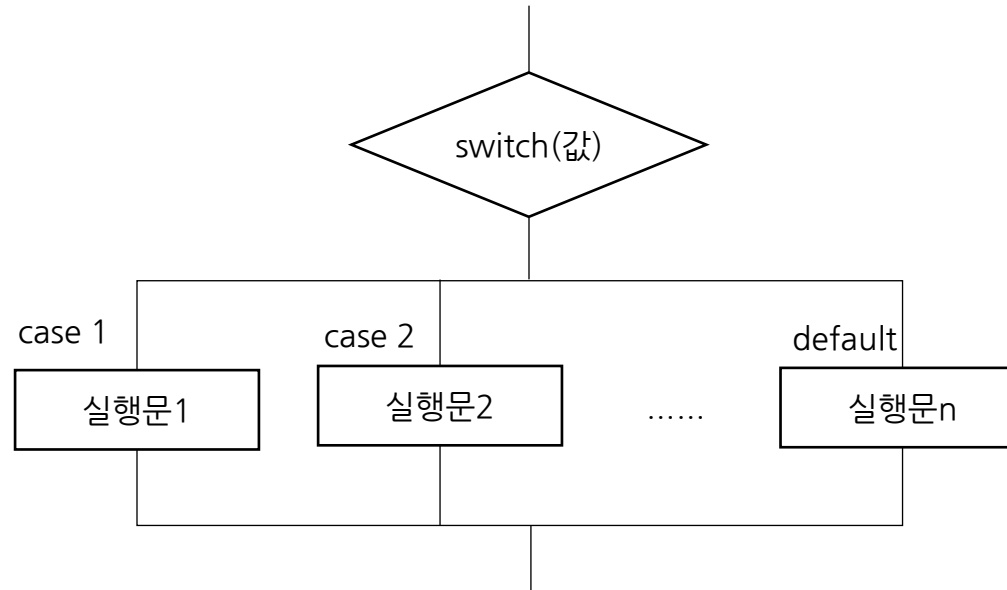 switch(값)
case 1
case 2
default
실행문1
실행문2
......
실행문n